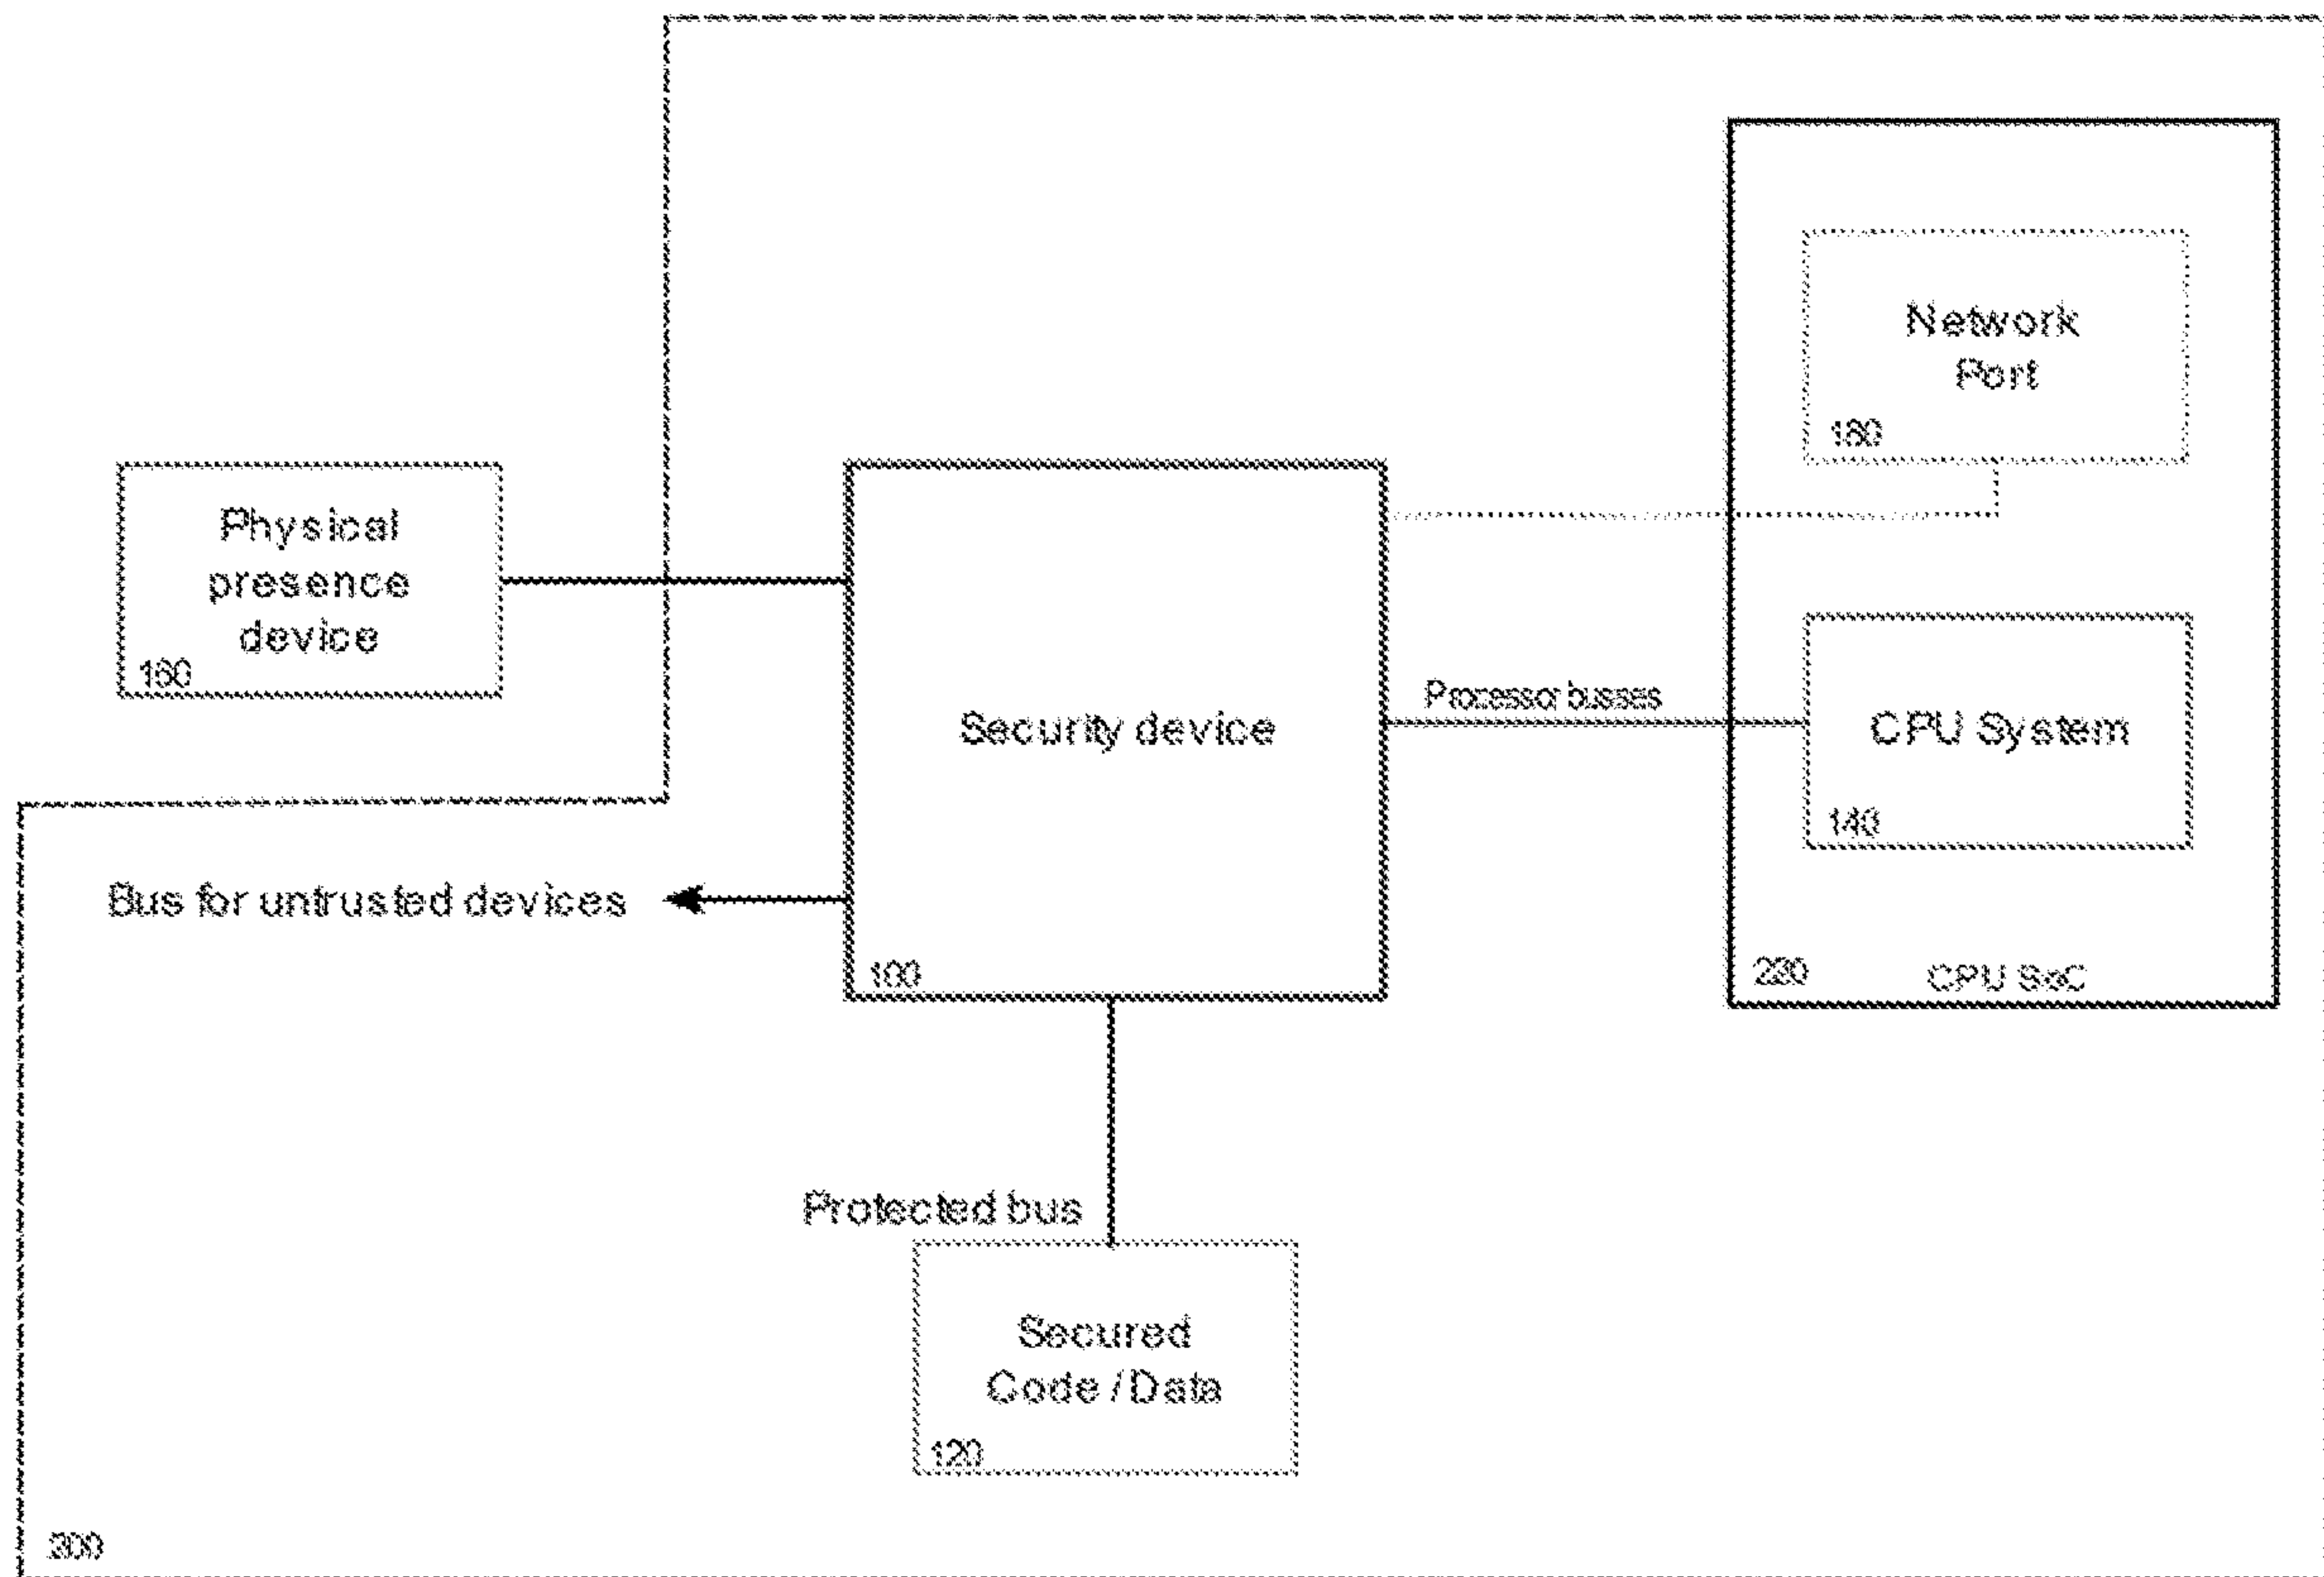 Network
Port
180
Physical
presence
device
160
Security device
100
Processor busses
CPU System
140
220
CPU SoC
Bus for untrusted devices
Protected bus
Secured
Code / Data
120